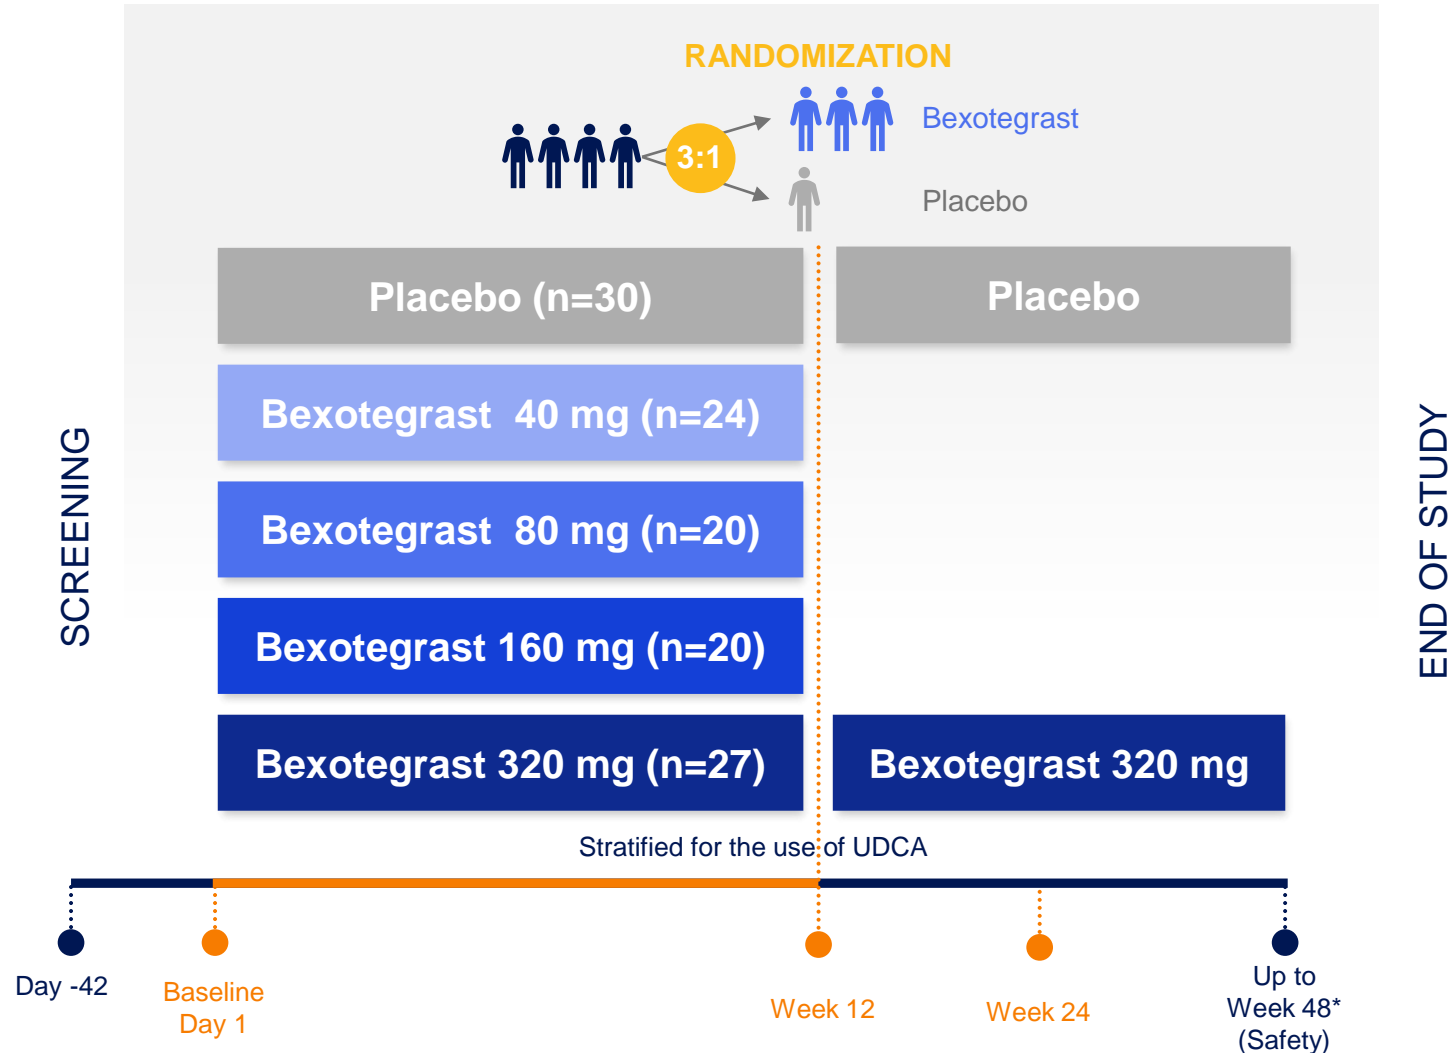 RANDOMIZATION
3:1
Bexotegrast
Placebo
Placebo (n=30)
Placebo
Bexotegrast 40 mg (n=24)
Bexotegrast 80 mg (n=20)
Bexotegrast 160 mg (n=20)
Bexotegrast 320 mg (n=27)
Bexotegrast 320 mg
SCREENING
END OF STUDY
Stratified for the use of UDCA
Day -42
Baseline
Day 1
Week 12
Week 24
Up to
Week 48*
(Safety)